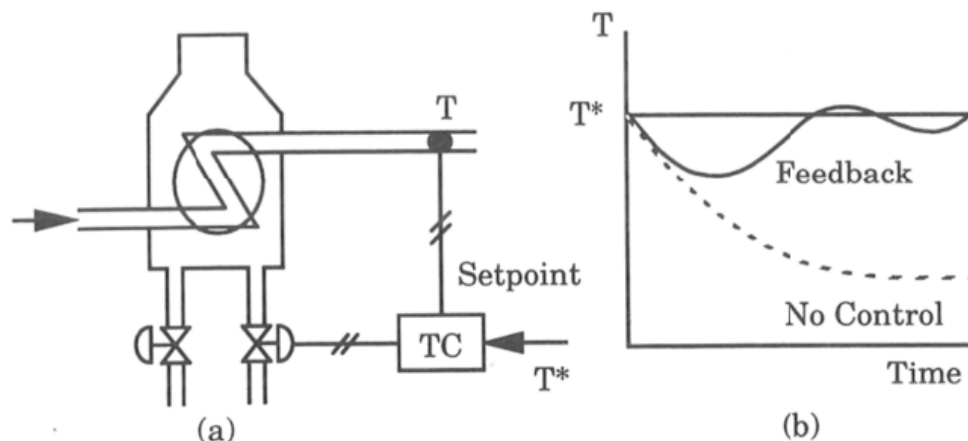 T
Setpoint
TC
T*
(a)
T
T*
Feedback
No Control
Time
(b)